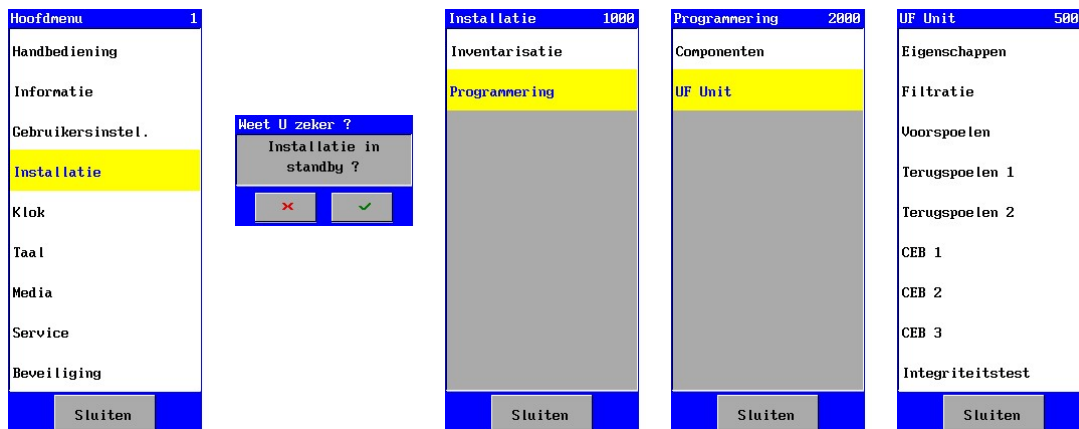 Hoofdmenu 1
Handbediening
Informatie
Gebruikersinstel.
Installatie
Klok
Taal
Media
Service
Beveiliging
Sluiten
Weet U zeker ?
Installatie in
standby ?
Installatie 1000
Inventarisatie
Programmering
Sluiten
Programmering 2000
Componenten
UF Unit
Sluiten
UF Unit 500
Eigenschappen
Filtratie
Voorspoelen
Terugspoelen 1
Terugspoelen 2
CEB 1
CEB 2
CEB 3
Integriteitstest
Sluiten